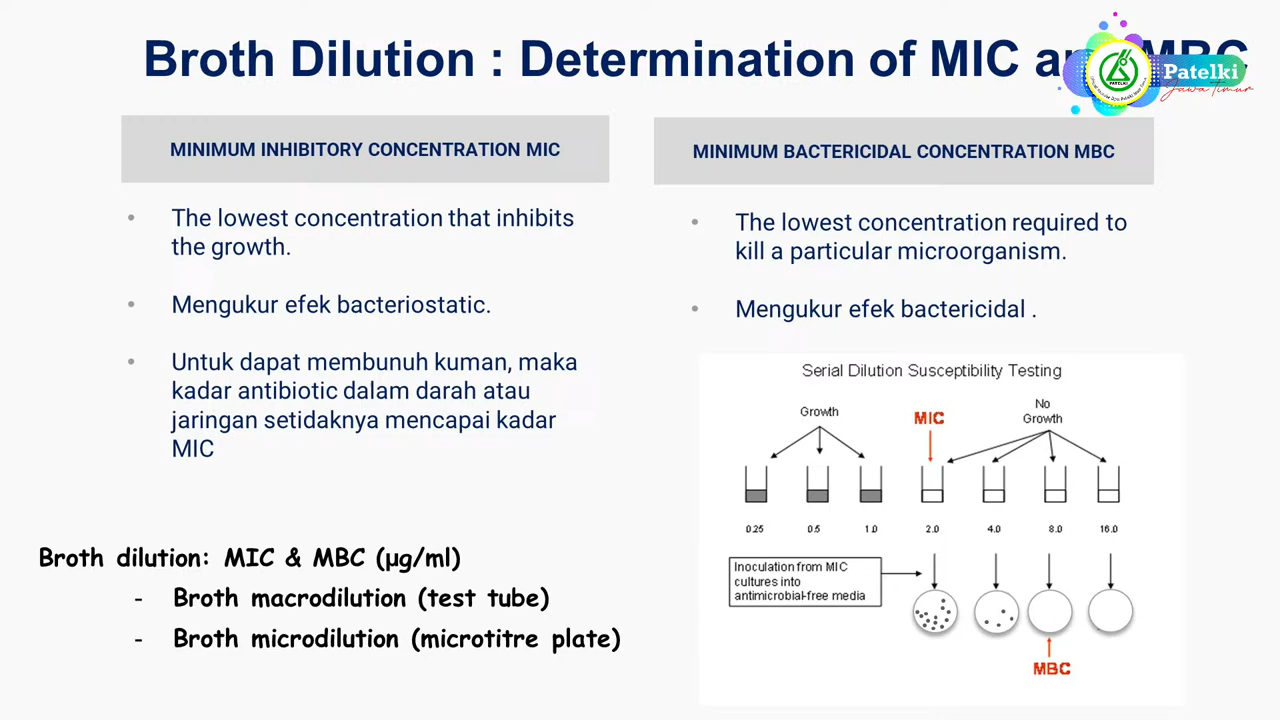 Broth Dilution : Determination of MIC and MBC
Patelki
Jawa Timur
PATELKI
MINIMUM INHIBITORY CONCENTRATION MIC
The lowest concentration that inhibits
the growth.
Mengukur efek bacteriostatic.
Untuk dapat membunuh kuman, maka
kadar antibiotic dalam darah atau
jaringan setidaknya mencapai kadar
MIC
MINIMUM BACTERICIDAL CONCENTRATION MBC
The lowest concentration required to
kill a particular microorganism.
Mengukur efek bactericidal .
Serial Dilution Susceptibility Testing
Growth
MIC
No
Growth
0.25 0.5 1.0 2.0 4.0 8.0 16.0
Inoculation from MIC
cultures into
antimicrobial-free media
MBC
Broth dilution: MIC & MBC (µg/ml)
- Broth macrodilution (test tube)
- Broth microdilution (microtitre plate)